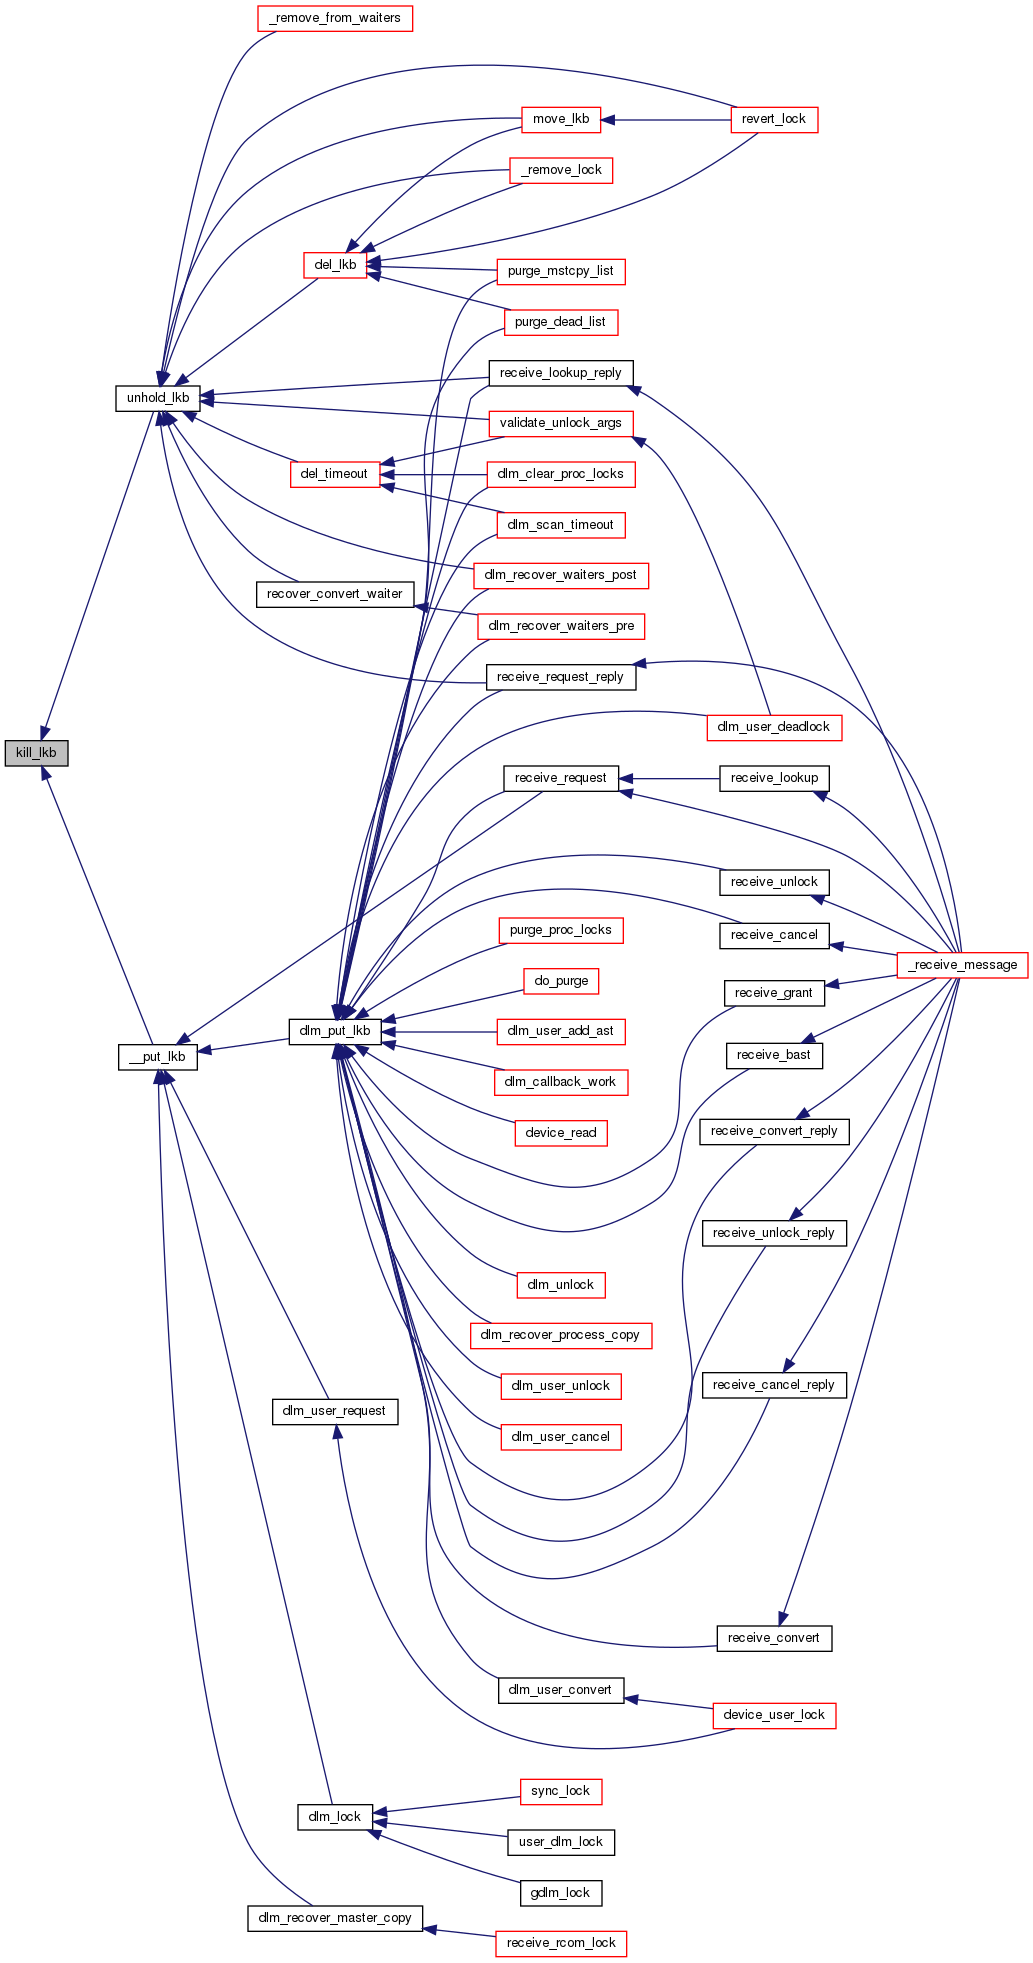 _remove_from_waiters
move_lkb
revert_lock
_remove_lock
del_lkb
purge_mstcpy_list
purge_dead_list
receive_lookup_reply
unhold_lkb
validate_unlock_args
del_timeout
dlm_clear_proc_locks
dlm_scan_timeout
dlm_recover_waiters_post
recover_convert_waiter
dlm_recover_waiters_pre
receive_request_reply
dlm_user_deadlock
kill_lkb
receive_request
receive_lookup
receive_unlock
purge_proc_locks
receive_cancel
_receive_message
do_purge
receive_grant
dlm_put_lkb
dlm_user_add_ast
__put_lkb
receive_bast
dlm_callback_work
device_read
receive_convert_reply
receive_unlock_reply
dlm_unlock
dlm_recover_process_copy
dlm_user_unlock
receive_cancel_reply
dlm_user_request
dlm_user_cancel
receive_convert
dlm_user_convert
device_user_lock
sync_lock
dlm_lock
user_dlm_lock
gdlm_lock
dlm_recover_master_copy
receive_rcom_lock